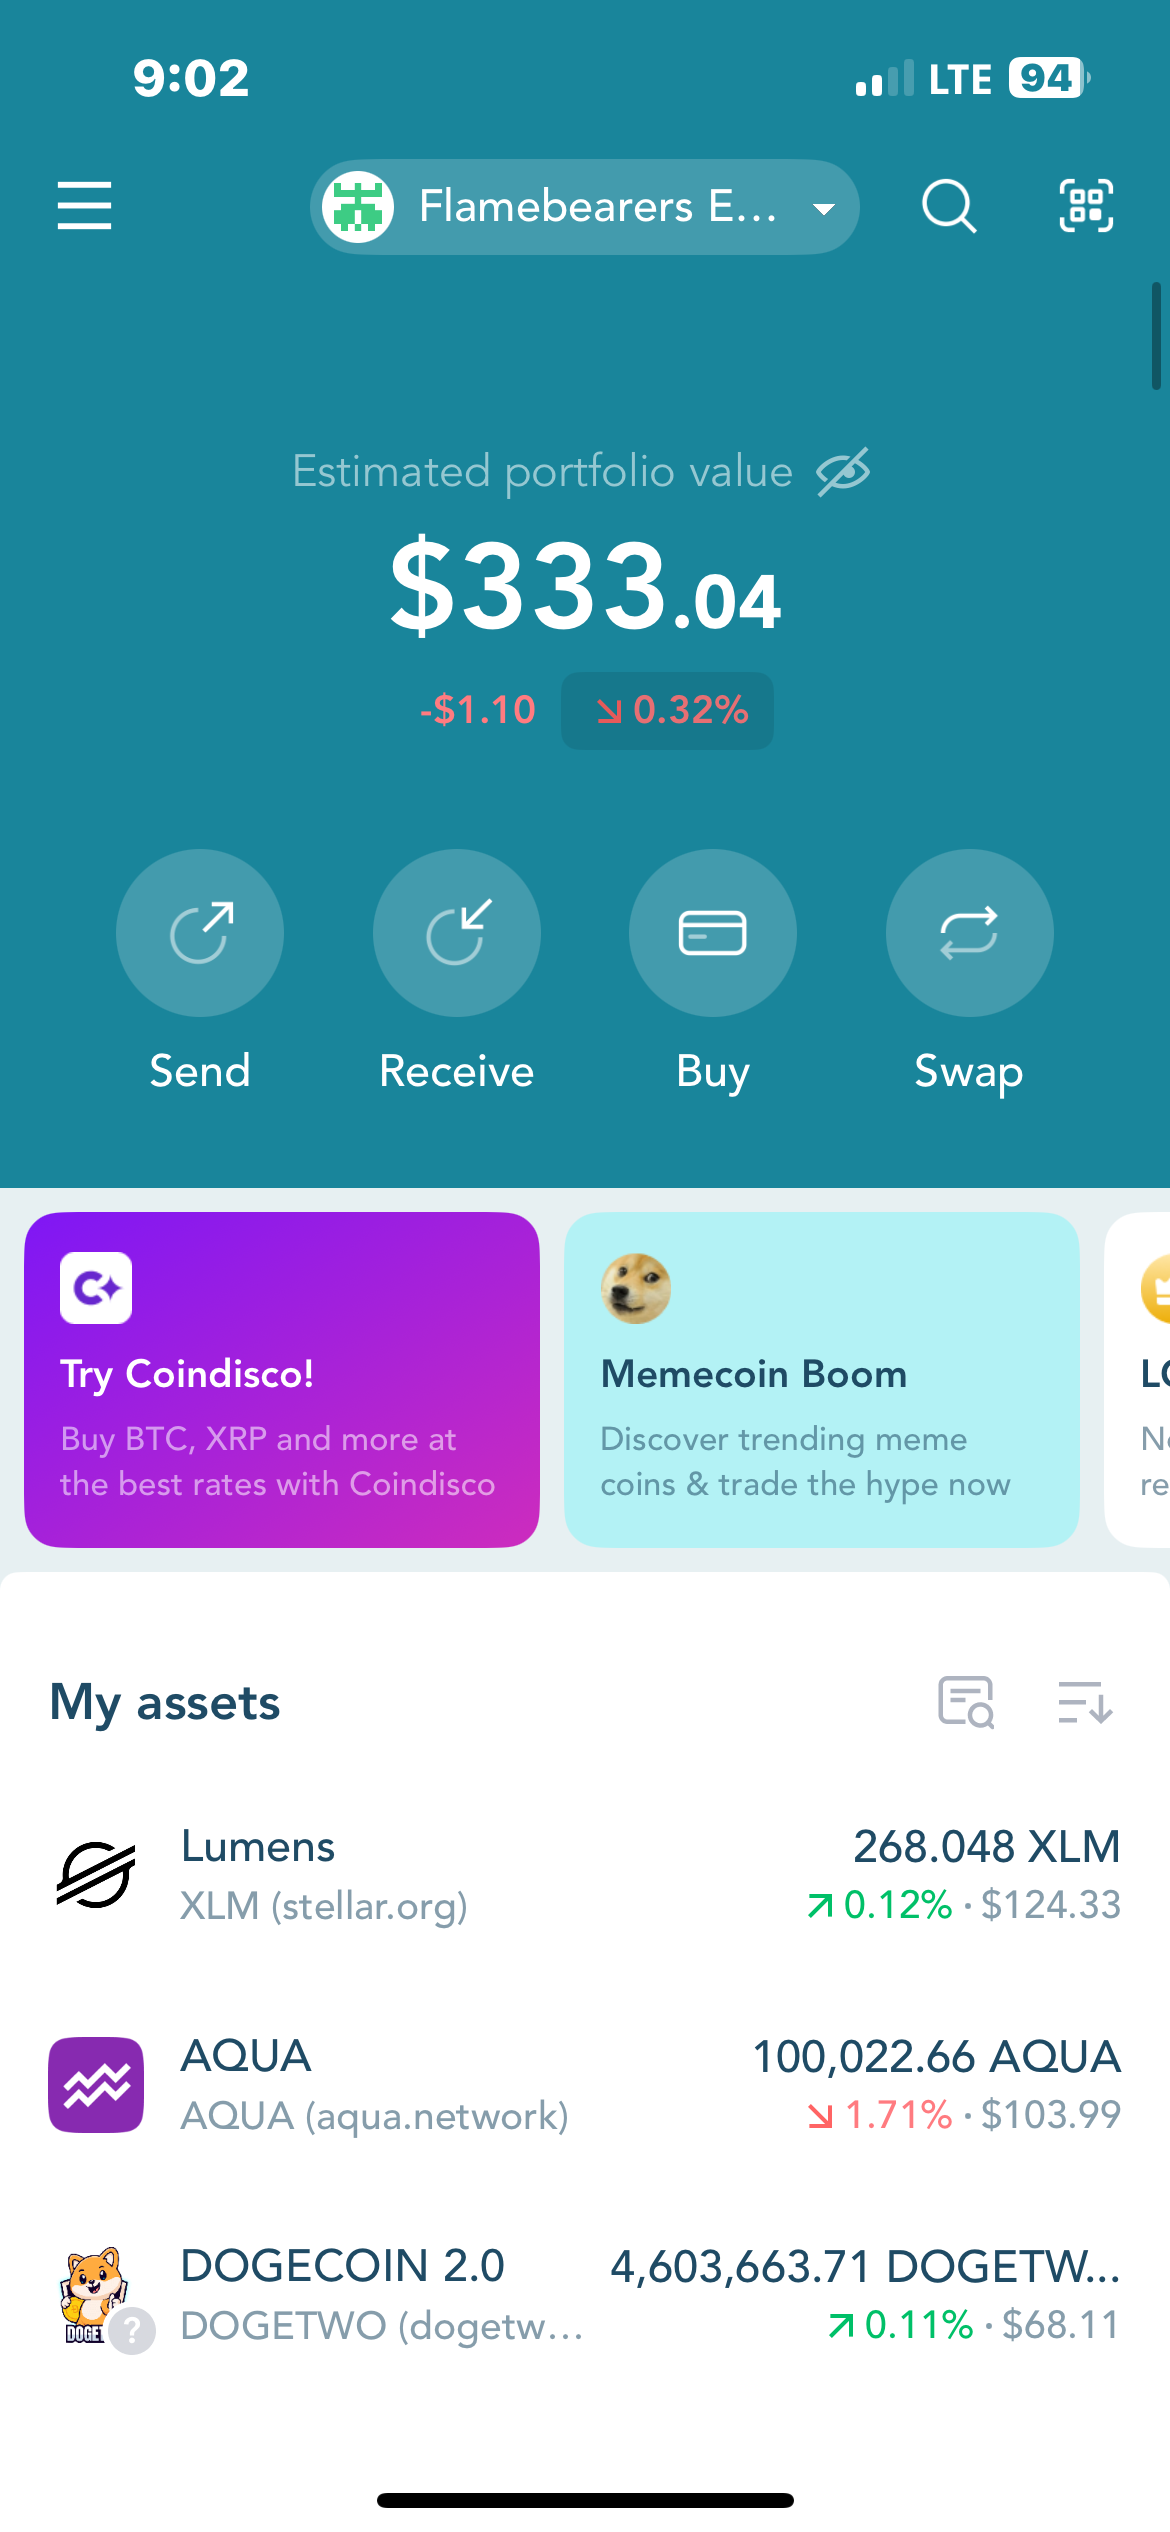 9:02
LTE 94
Flamebearers E...
Estimated portfolio value
$333.04
-$1.10 0.32%
Send Receive Buy Swap
Try Coindisco!
Buy BTC, XRP and more at
the best rates with Coindisco
Memecoin Boom
Discover trending meme
coins & trade the hype now
My assets
Lumens 268.048 XLM
XLM (stellar.org) 0.12% · $124.33
AQUA 100,022.66 AQUA
AQUA (aqua.network) 1.71% · $103.99
DOGECOIN 2.0 4,603,663.71 DOGETW...
DOGETWO (dogetw... 0.11% · $68.11